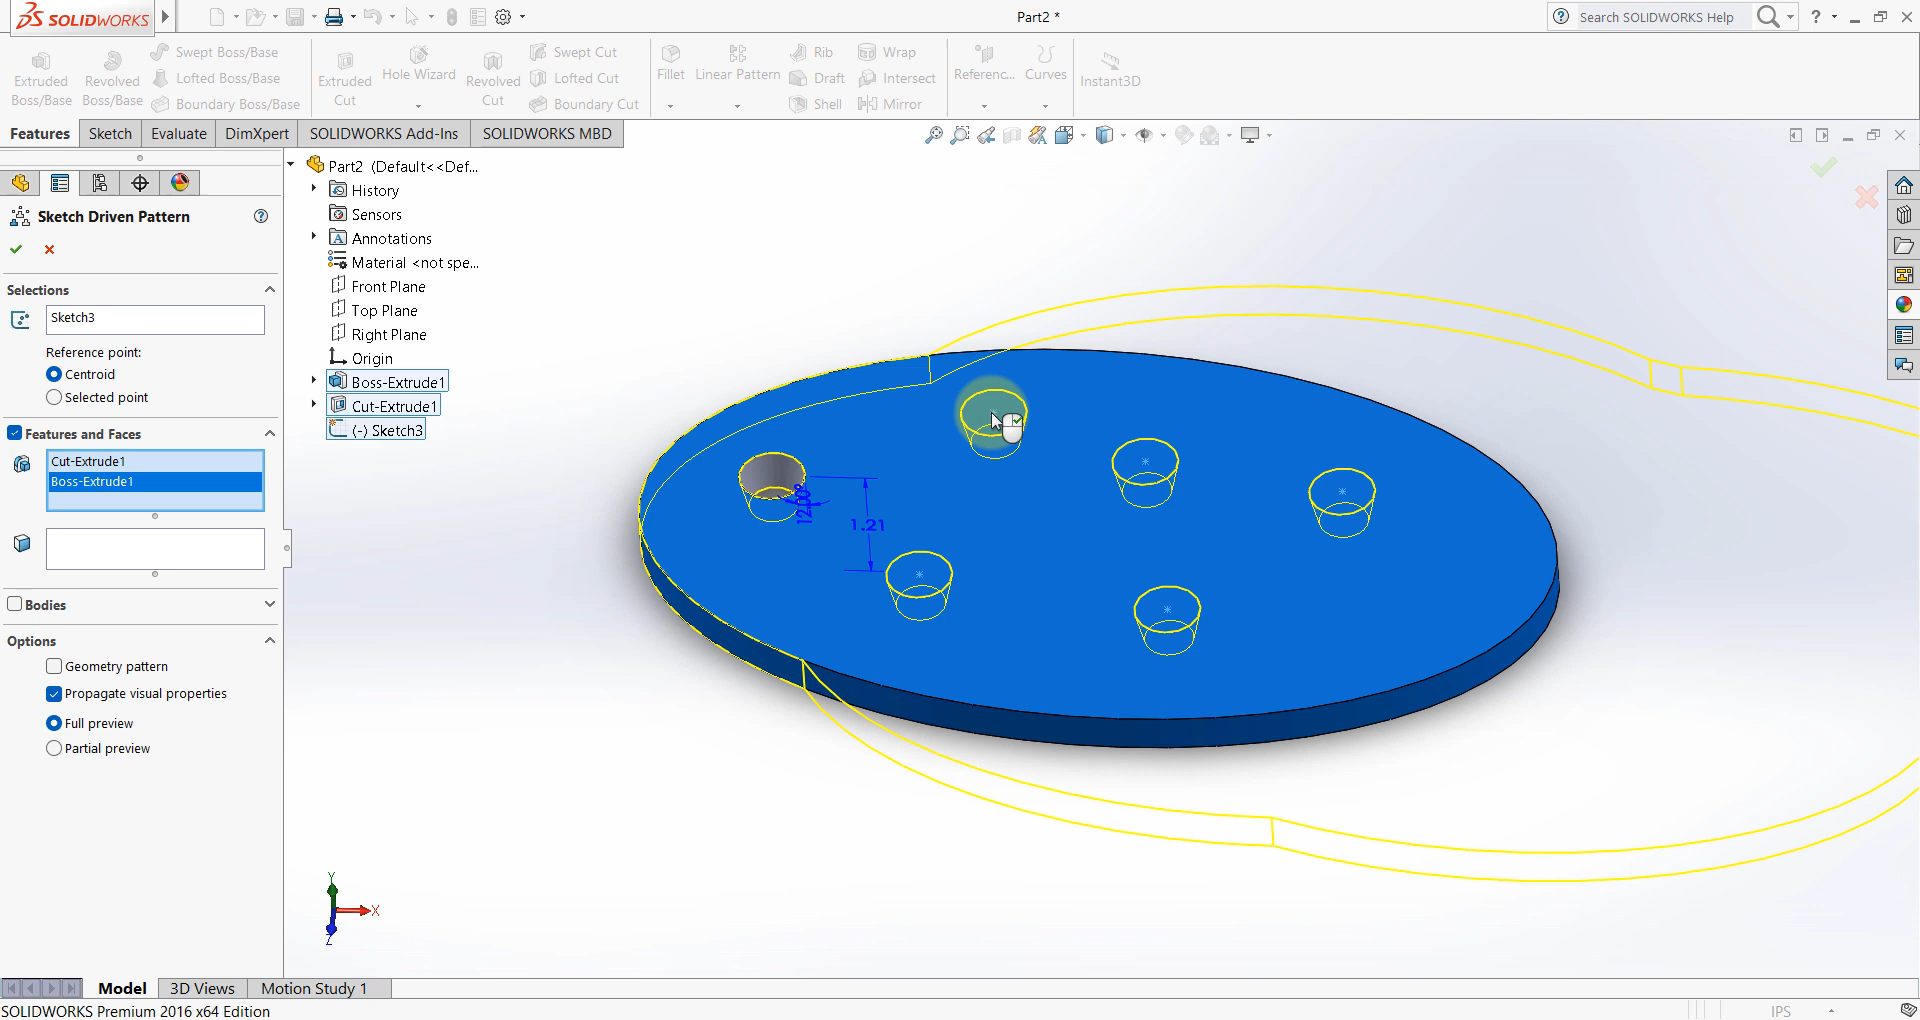 SOLIDWORKS
Part2 *
Search SOLIDWORKS Help
?
Extruded Boss/Base
Revolved Boss/Base
Swept Boss/Base
Lofted Boss/Base
Boundary Boss/Base
Extruded Cut
Hole Wizard
Revolved Cut
Swept Cut
Lofted Cut
Boundary Cut
Fillet
Linear Pattern
Rib
Draft
Shell
Wrap
Intersect
Mirror
Referenc...
Curves
Instant3D
Features
Sketch
Evaluate
DimXpert
SOLIDWORKS Add-Ins
SOLIDWORKS MBD
Sketch Driven Pattern
?
Selections
Sketch3
Reference point:
Centroid
Selected point
Features and Faces
Cut-Extrude1
Boss-Extrude1
Bodies
Options
Geometry pattern
Propagate visual properties
Full preview
Partial preview
Part2 (Default<<Def...
History
Sensors
Annotations
Material <not spe...
Front Plane
Top Plane
Right Plane
Origin
Boss-Extrude1
Cut-Extrude1
(-) Sketch3
12.00°
1.21
Y
X
Z
Model
3D Views
Motion Study 1
SOLIDWORKS Premium 2016 x64 Edition
IPS